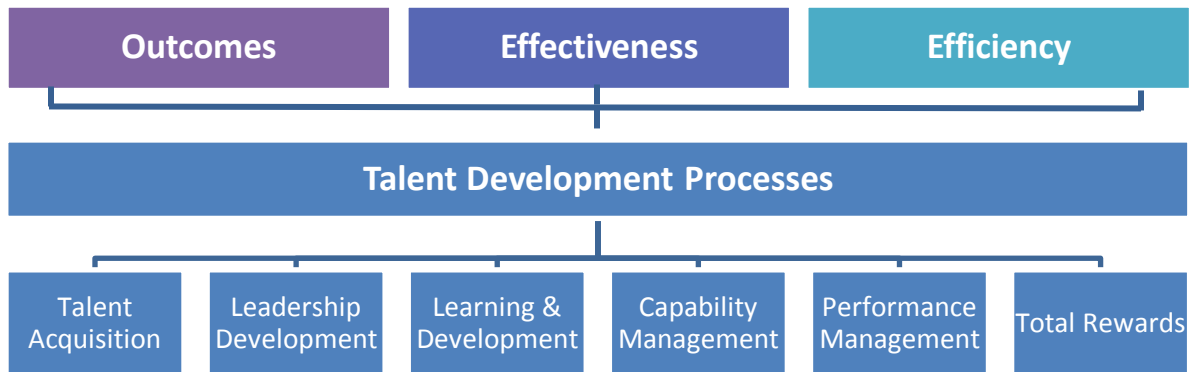 Outcomes
Effectiveness
Efficiency
Talent Development Processes
Talent
Acquisition
Leadership
Development
Learning &
Development
Capability
Management
Performance
Management
Total Rewards